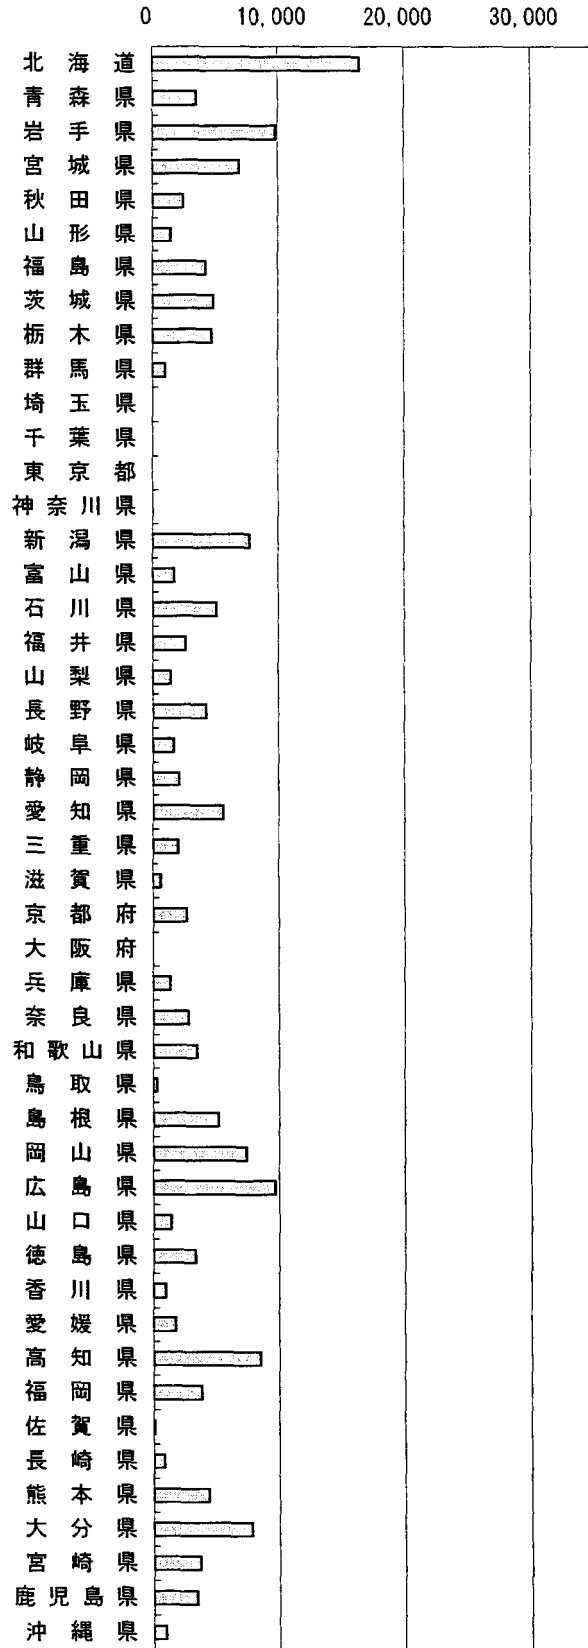 0 10,000 20,000 30,000
北海道
青森県
岩手県
宮城県
秋田県
山形県
福島県
茨城県
栃木県
群馬県
埼玉県
千葉県
東京都
神奈川県
新潟県
富山県
石川県
福井県
山梨県
長野県
岐阜県
静岡県
愛知県
三重県
滋賀県
京都府
大阪府
兵庫県
奈良県
和歌山県
鳥取県
島根県
岡山県
広島県
山口県
徳島県
香川県
愛媛県
高知県
福岡県
佐賀県
長崎県
熊本県
大分県
宮崎県
鹿児島県
沖縄県